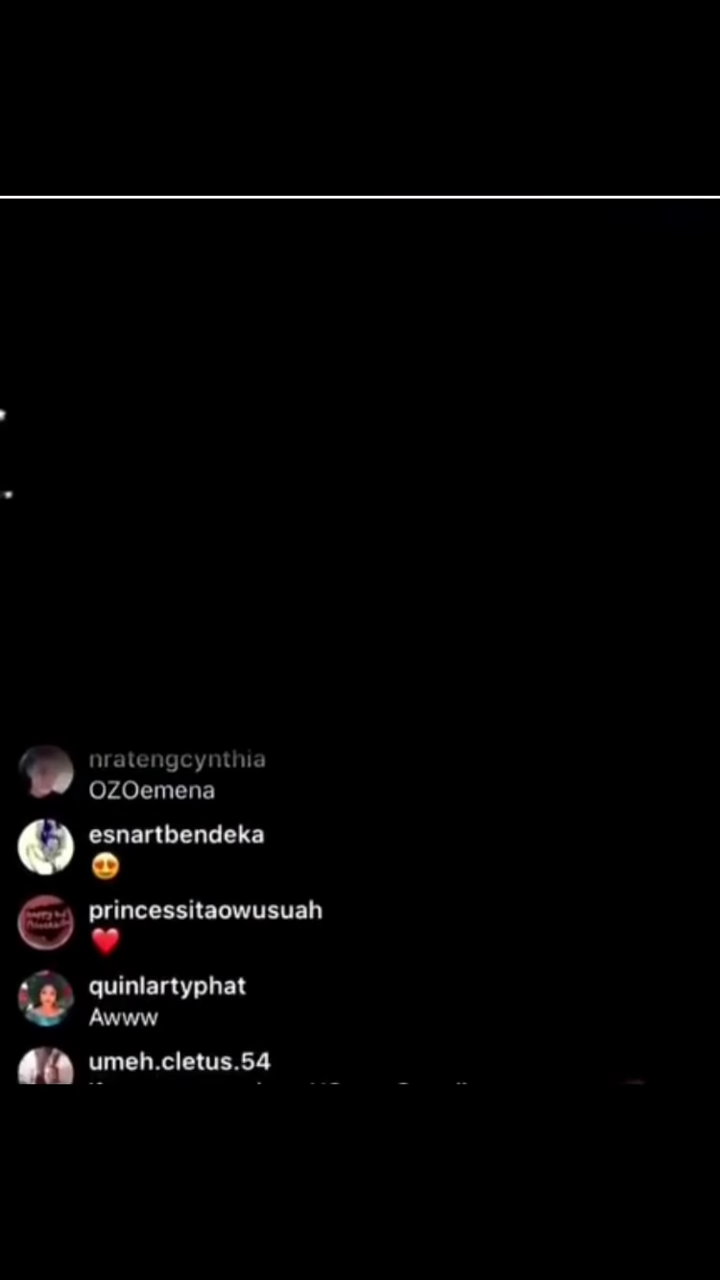 nratengcynthia
OZOemena
esnartbendeka
😍
princessitaowusuah
❤️
quinlartyphat
Awww
umeh.cletus.54